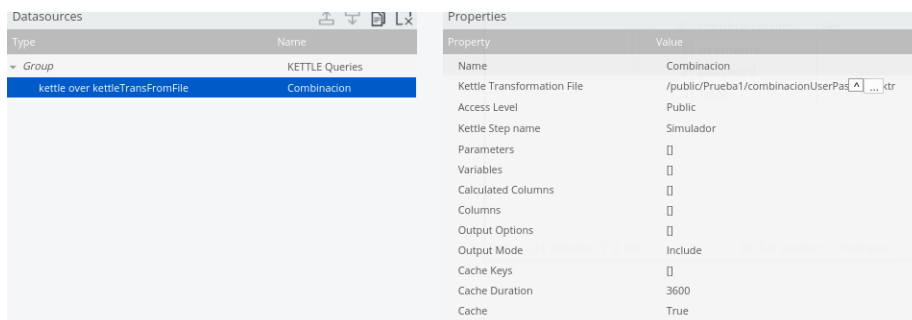 Datasources
Type Name
Group KETTLE Queries
kettle over kettleTransFromFile Combinacion
Properties
Property Value
Name Combinacion
Kettle Transformation File /public/Prueba1/combinacionUserPas ^ ... ktr
Access Level Public
Kettle Step name Simulador
Parameters []
Variables []
Calculated Columns []
Columns []
Output Options []
Output Mode Include
Cache Keys []
Cache Duration 3600
Cache True